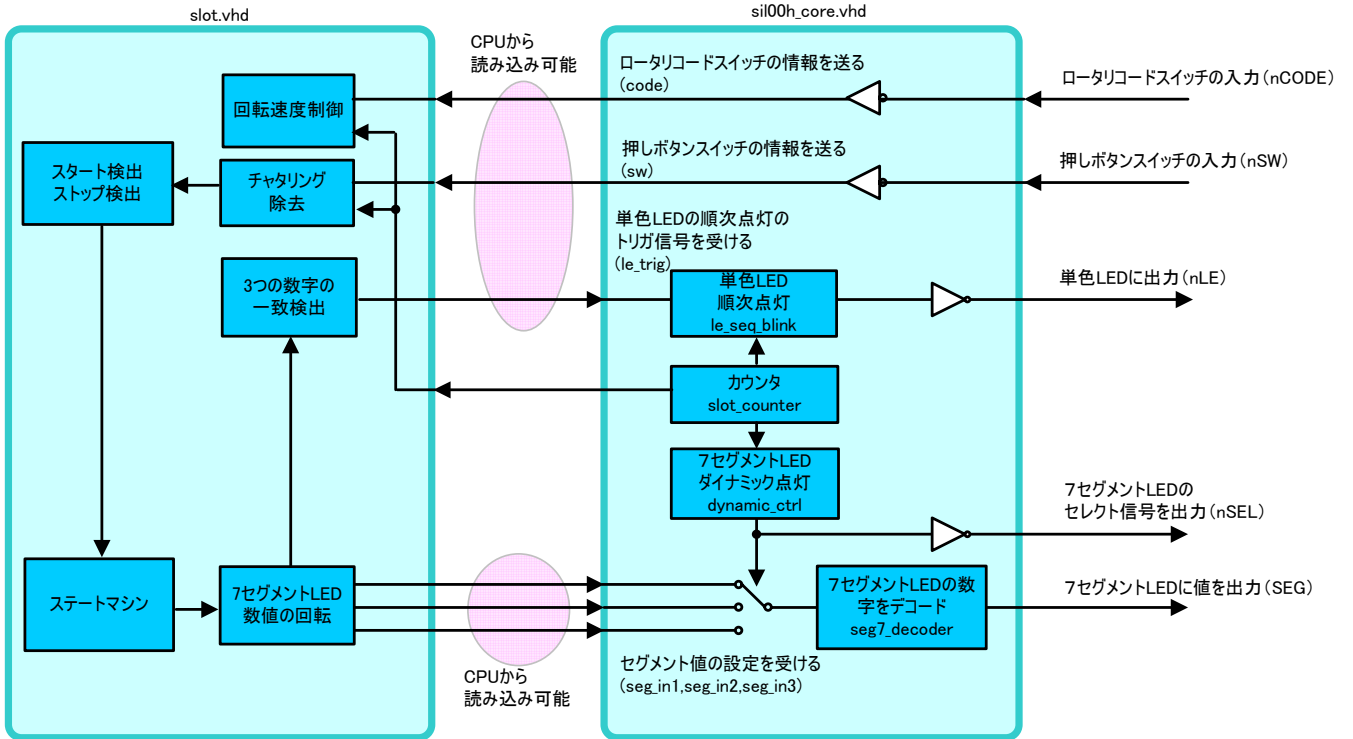 slot.vhd
sil00h_core.vhd
CPUから
読み込み可能
ロータリコードスイッチの情報を送る
(code)
ロータリコードスイッチの入力(nCODE)
回転速度制御
押しボタンスイッチの情報を送る
(sw)
押しボタンスイッチの入力(nSW)
スタート検出
ストップ検出
チャタリング
除去
単色LEDの順次点灯の
トリガ信号を受ける
(le_trig)
3つの数字の
一致検出
単色LED
順次点灯
le_seq_blink
単色LEDに出力(nLE)
カウンタ
slot_counter
7セグメントLED
ダイナミック点灯
dynamic_ctrl
7セグメントLEDの
セレクト信号を出力(nSEL)
ステートマシン
7セグメントLED
数値の回転
7セグメントLEDの数
字をデコード
seg7_decoder
7セグメントLEDに値を出力(SEG)
CPUから
読み込み可能
セグメント値の設定を受ける
(seg_in1,seg_in2,seg_in3)